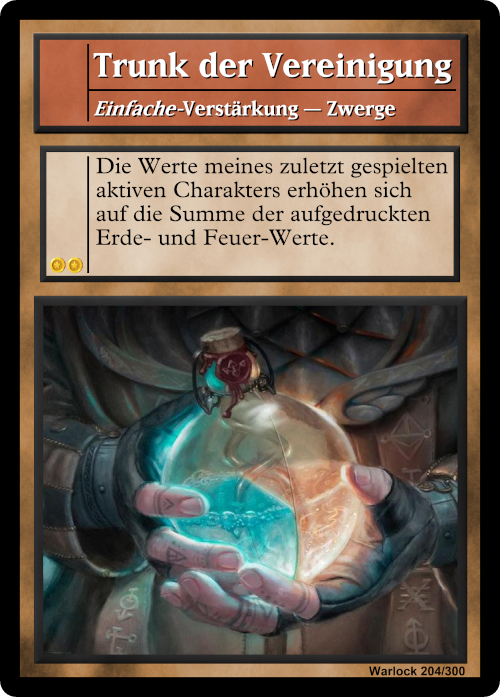 Trunk der Vereinigung
Einfache-Verstärkung — Zwerge
Die Werte meines zuletzt gespielten
aktiven Charakters erhöhen sich
auf die Summe der aufgedruckten
Erde- und Feuer-Werte.
Warlock 204/300